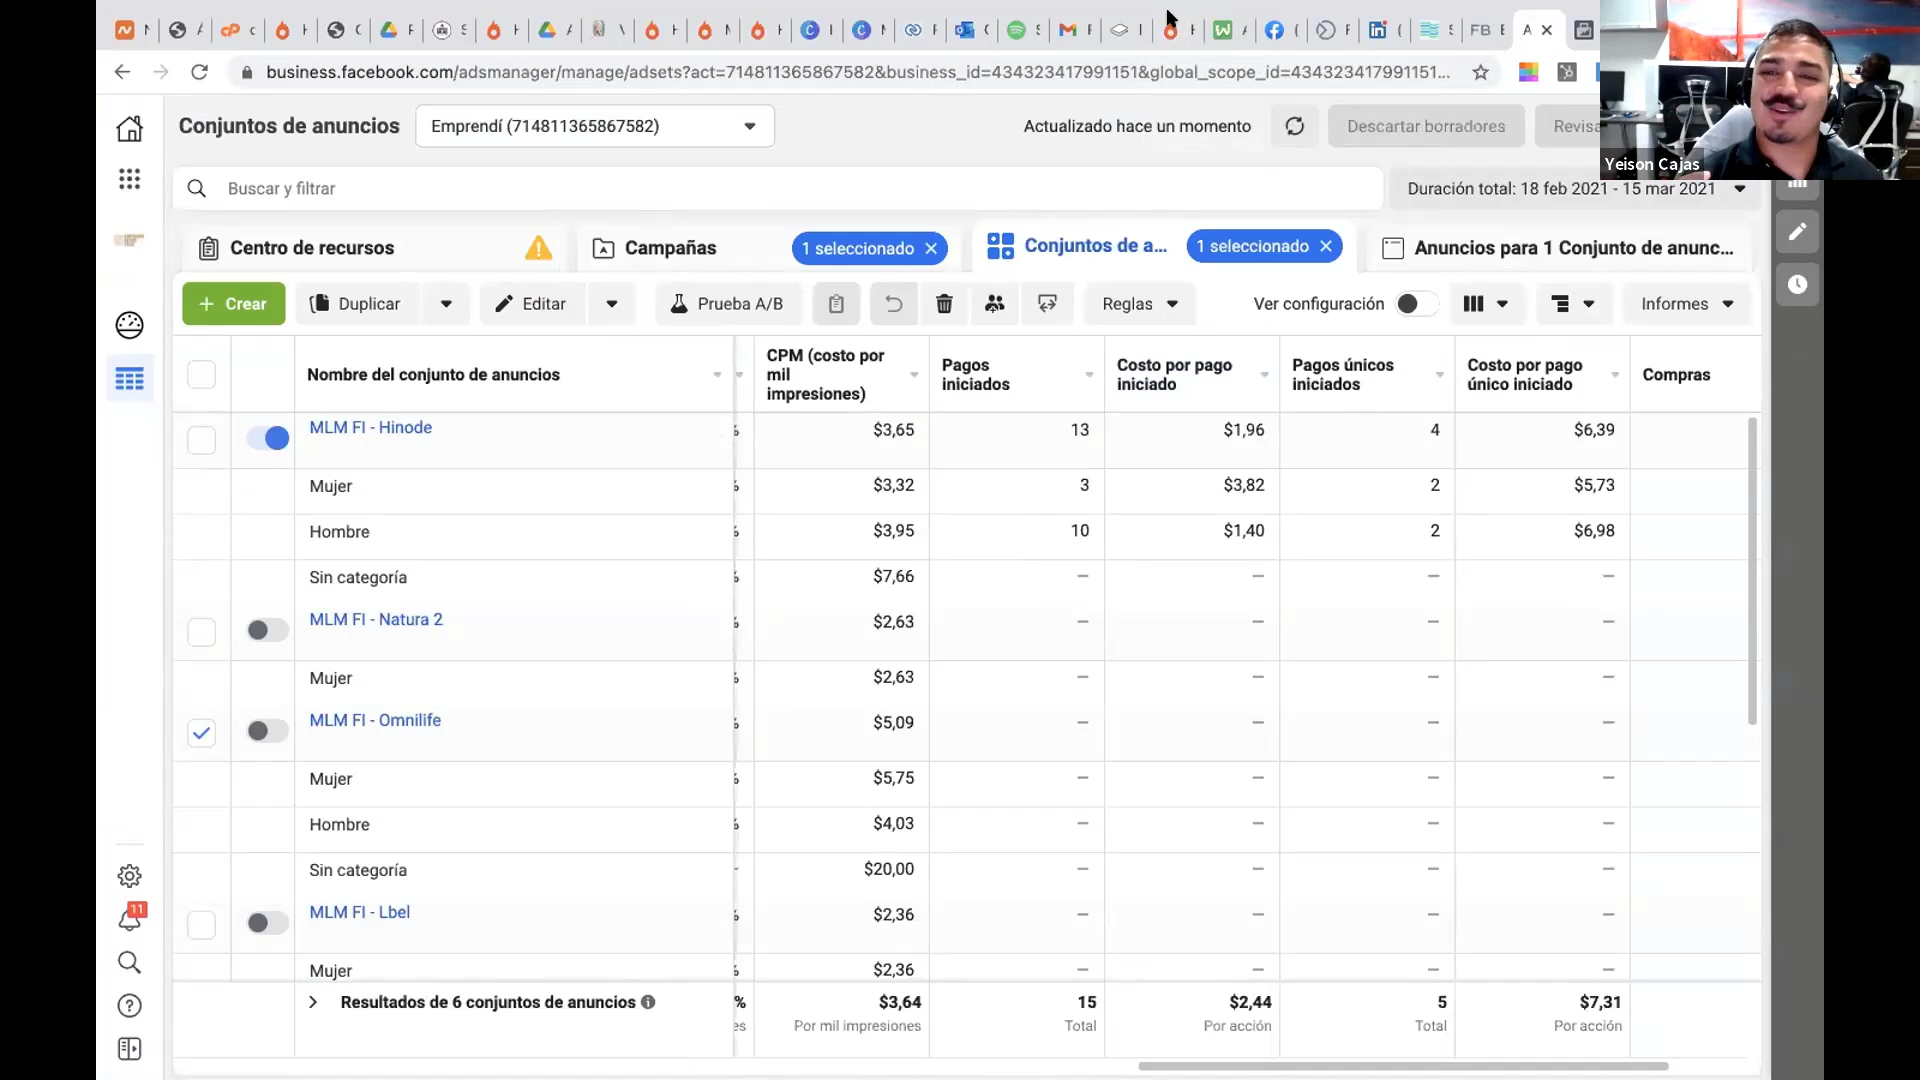 business.facebook.com/adsmanager/manage/adsets?act=714811365867582&business_id=434323417991151&global_scope_id=434323417991151...
Yeison Cajas
Conjuntos de anuncios
Emprendí (714811365867582)
Actualizado hace un momento
Descartar borradores
Revisa
Buscar y filtrar
Duración total: 18 feb 2021 - 15 mar 2021
Centro de recursos
Campañas
1 seleccionado
Conjuntos de a...
1 seleccionado
Anuncios para 1 Conjunto de anunc...
+ Crear
Duplicar
Editar
Prueba A/B
Reglas
Ver configuración
Informes
Nombre del conjunto de anuncios
CPM (costo por
mil
impresiones)
Pagos
iniciados
Costo por pago
iniciado
Pagos únicos
iniciados
Costo por pago
único iniciado
Compras
MLM FI - Hinode % $3,65 13 $1,96 4 $6,39
Mujer % $3,32 3 $3,82 2 $5,73
Hombre % $3,95 10 $1,40 2 $6,98
Sin categoría % $7,66 — — — —
MLM FI - Natura 2 % $2,63 — — — —
Mujer % $2,63 — — — —
MLM FI - Omnilife % $5,09 — — — —
Mujer % $5,75 — — — —
Hombre % $4,03 — — — —
Sin categoría - $20,00 — — — —
MLM FI - Lbel % $2,36 — — — —
Mujer % $2,36 — — — —
Resultados de 6 conjuntos de anuncios % $3,64 15 $2,44 5 $7,31
es Por mil impresiones Total Por acción Total Por acción
11